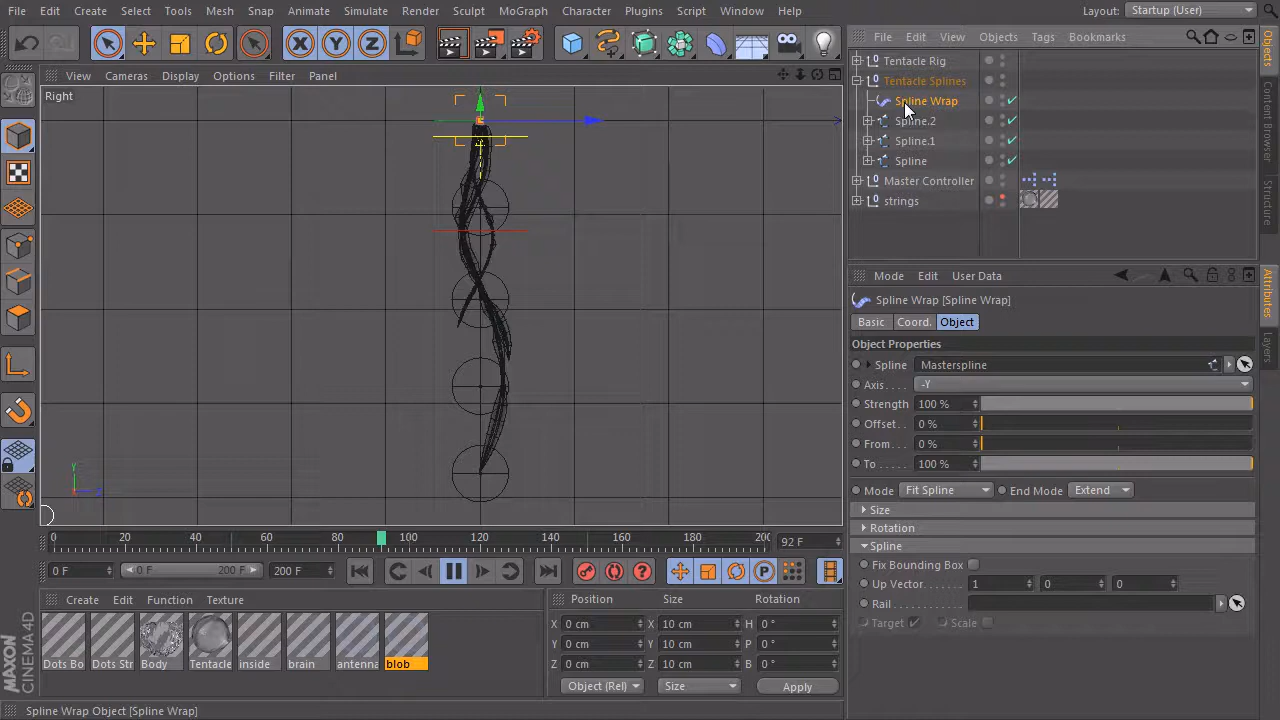 File Edit Create Select Tools Mesh Snap Animate Simulate Render Sculpt MoGraph Character Plugins Script Window Help Layout: Startup (User)
File Edit View Objects Tags Bookmarks
Tentacle Rig
Tentacle Splines
Spline Wrap
Spline.2
Spline.1
Spline
Master Controller
strings
Objects
Content Browser
Structure
View Cameras Display Options Filter Panel
Right
Y
Mode Edit User Data
Spline Wrap [Spline Wrap]
Basic Coord. Object
Object Properties
Spline Masterspline
Axis. . . . -Y
Strength 100 %
Offset. . 0 %
From. . . 0 %
To . . . . . 100 %
Mode Fit Spline End Mode Extend
Size
Rotation
Spline
Fix Bounding Box
Up Vector. . . . . . 1 0 0
Rail. . . . . . . . . . . . .
Target Scale
Attributes
Layers
0 20 40 60 80 100 120 140 160 180 200 92 F
0 F 0 F 200 F 200 F
Create Edit Function Texture
Dots Bo Dots Str Body Tentacle inside brain antenna blob
Position Size Rotation
X 0 cm X 10 cm H 0 °
Y 0 cm Y 10 cm P 0 °
Z 0 cm Z 10 cm B 0 °
Object (Rel) Size Apply
MAXON
CINEMA 4D
Spline Wrap Object [Spline Wrap]